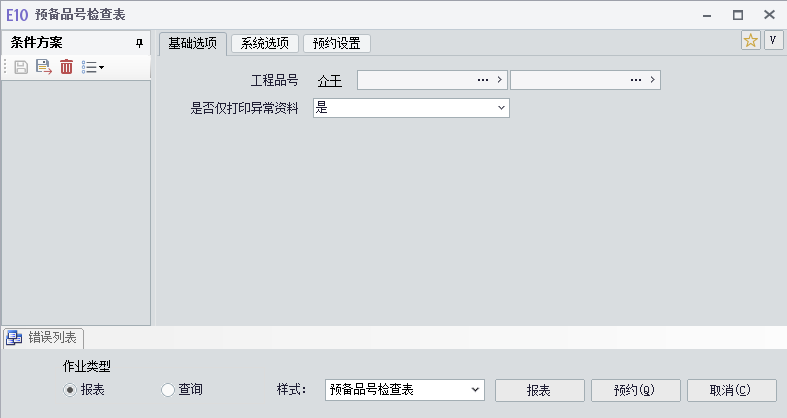 E10 预备品号检查表
条件方案
基础选项 系统选项 预约设置 V
工程品号 介于 ... ...
是否仅打印异常资料 是
错误列表
作业类型
报表 查询 样式: 预备品号检查表 报表 预约(Q) 取消(C)